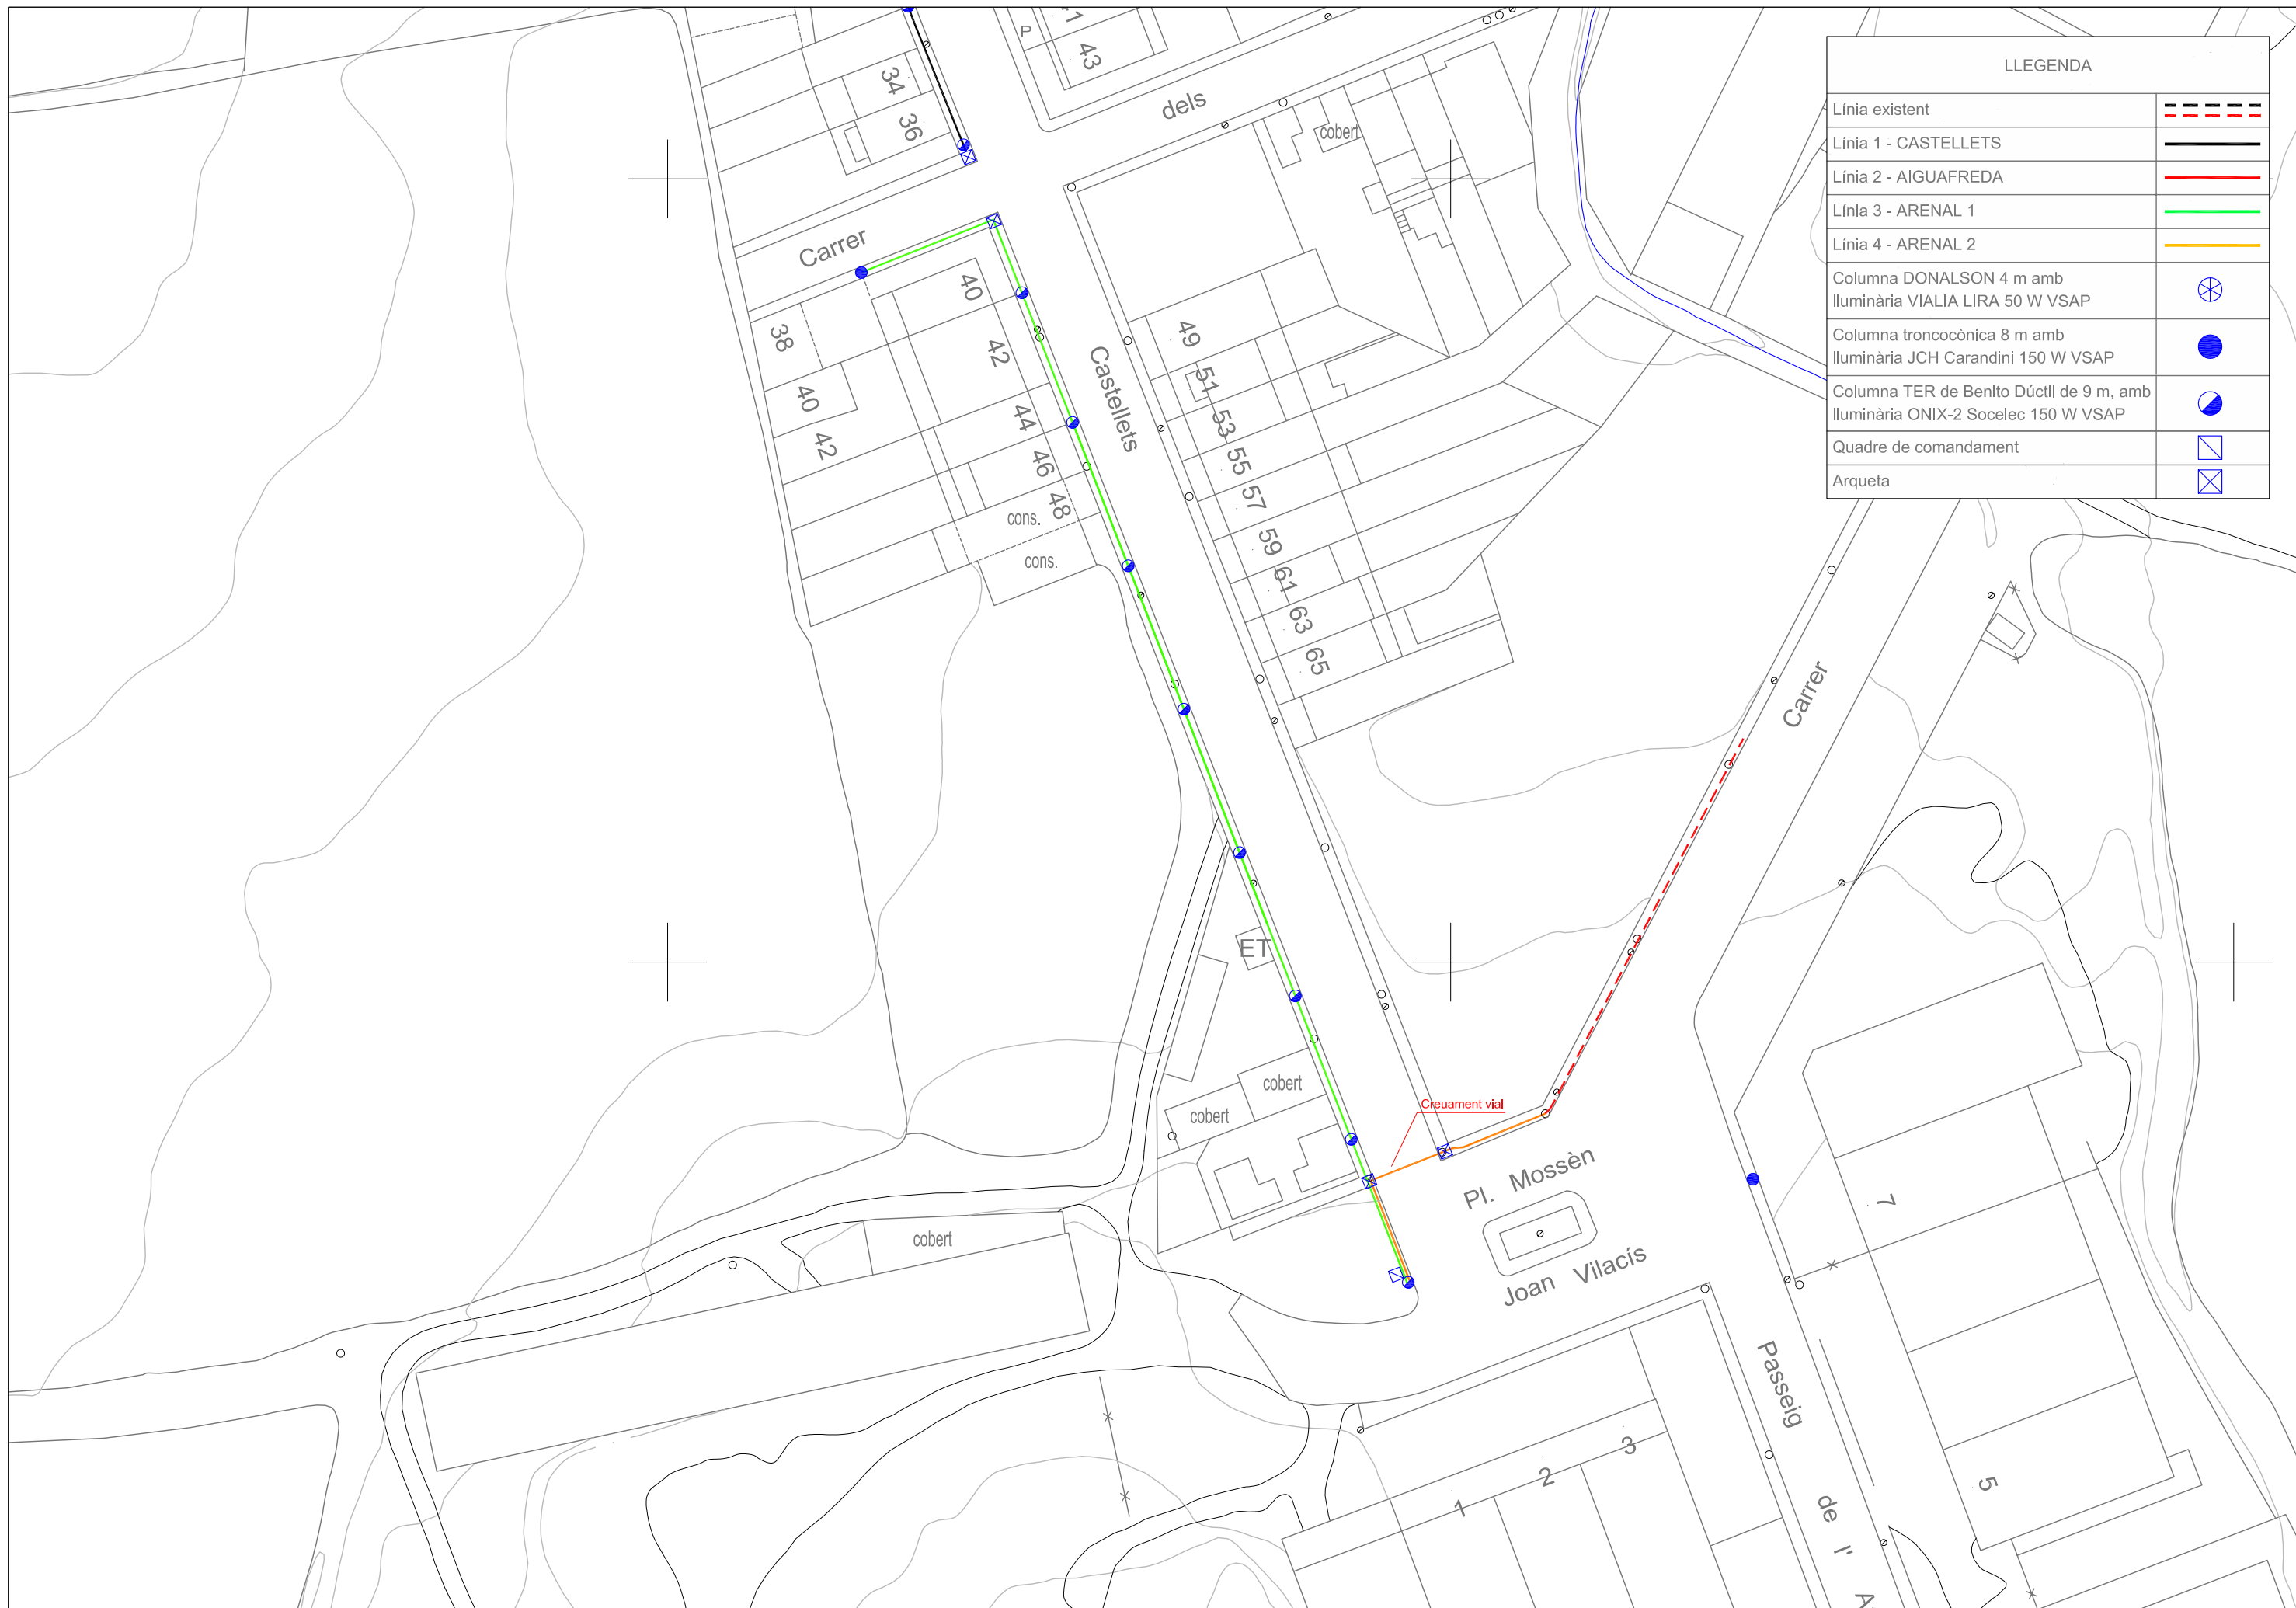 LLEGENDA
Línia existent
Línia 1 - CASTELLETS
Línia 2 - AIGUAFREDA
Línia 3 - ARENAL 1
Línia 4 - ARENAL 2
Columna DONALSON 4 m amb
lluminària VIALIA LIRA 50 W VSAP
Columna troncocònica 8 m amb
lluminària JCH Carandini 150 W VSAP
Columna TER de Benito Dúctil de 9 m, amb
lluminària ONIX-2 Socelec 150 W VSAP
Quadre de comandament
Arqueta
P
41
43
34
36
dels
cobert
Carrer
38
40
42
40
42
44
46
48
cons.
cons.
Castellets
49
51
53
55
57
59
61
63
65
Carrer
ET
cobert
cobert
cobert
Creuament vial
Pl. Mossèn
Joan Vilacís
7
5
Passeig
de l' A
1
2
3